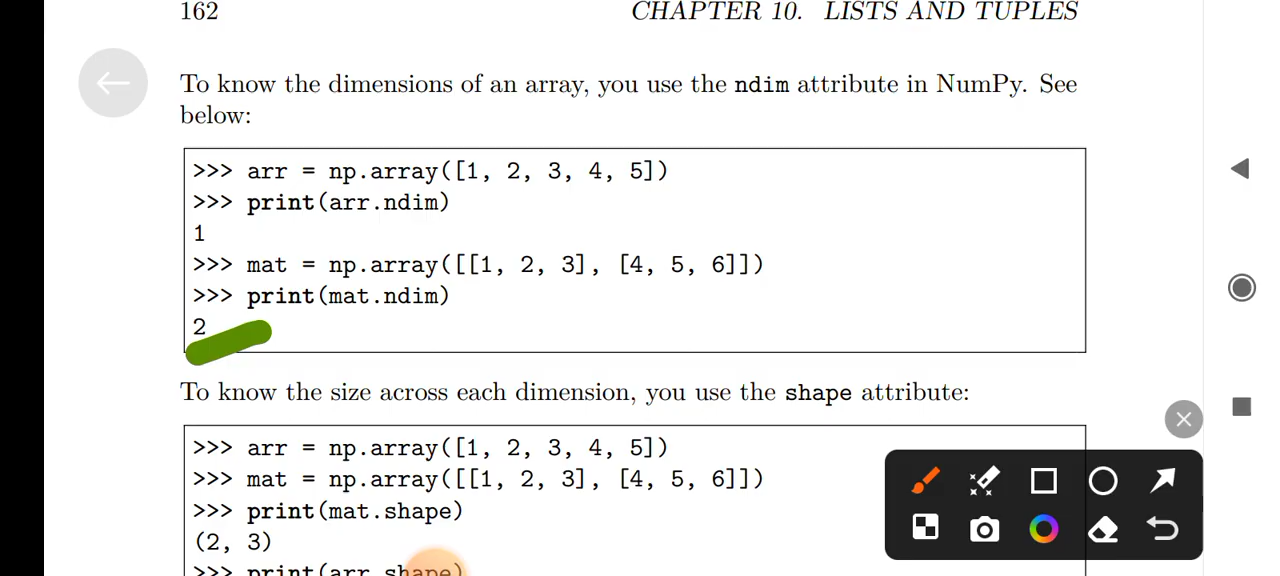 162 CHAPTER 10. LISTS AND TUPLES
To know the dimensions of an array, you use the ndim attribute in NumPy. See
below:
>>> arr = np.array([1, 2, 3, 4, 5])
>>> print(arr.ndim)
1
>>> mat = np.array([[1, 2, 3], [4, 5, 6]])
>>> print(mat.ndim)
2
To know the size across each dimension, you use the shape attribute:
>>> arr = np.array([1, 2, 3, 4, 5])
>>> mat = np.array([[1, 2, 3], [4, 5, 6]])
>>> print(mat.shape)
(2, 3)
>>> print(arr.shape)